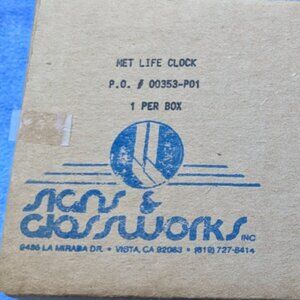 MET LIFE CLOCK
P.O. # 00353-P01
1 PER BOX
SIGNS &
GLASSWORKS INC
9485 LA MIRADA DR. • VISTA, CA 92083 • (619) 727-8414